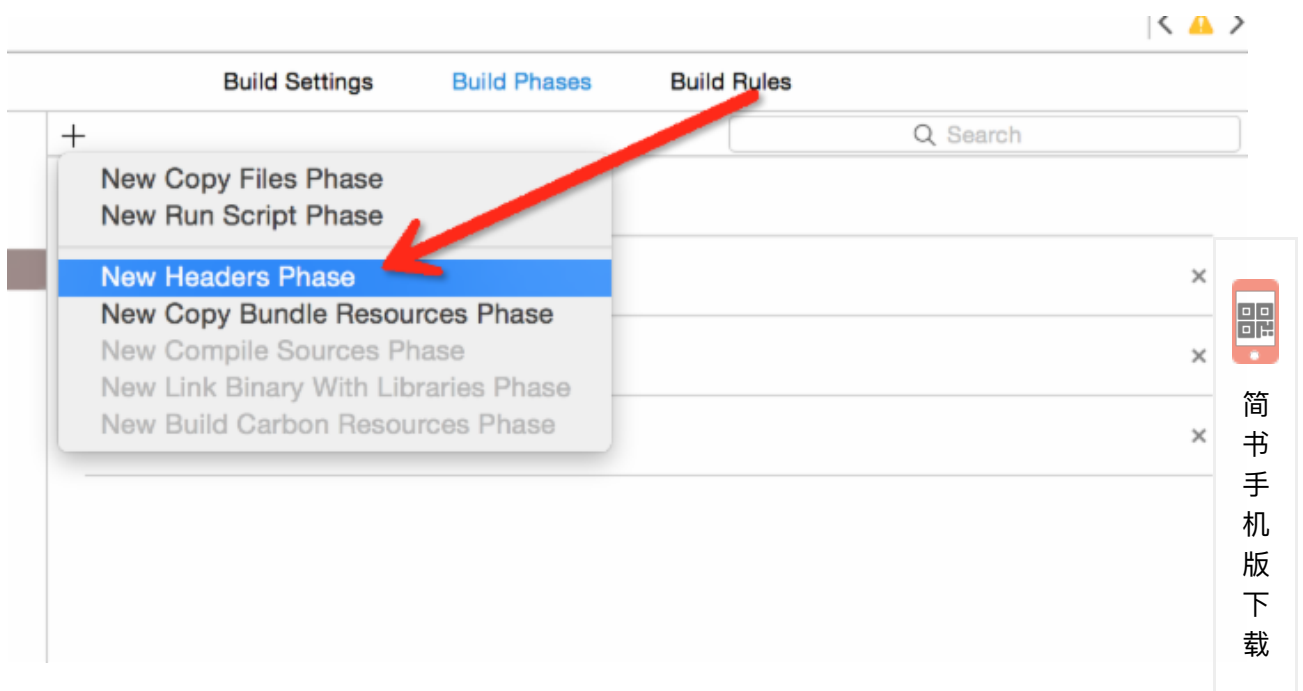 Build Settings Build Phases Build Rules
Search
New Copy Files Phase
New Run Script Phase
New Headers Phase
New Copy Bundle Resources Phase
New Compile Sources Phase
New Link Binary With Libraries Phase
New Build Carbon Resources Phase
简书手机版下载